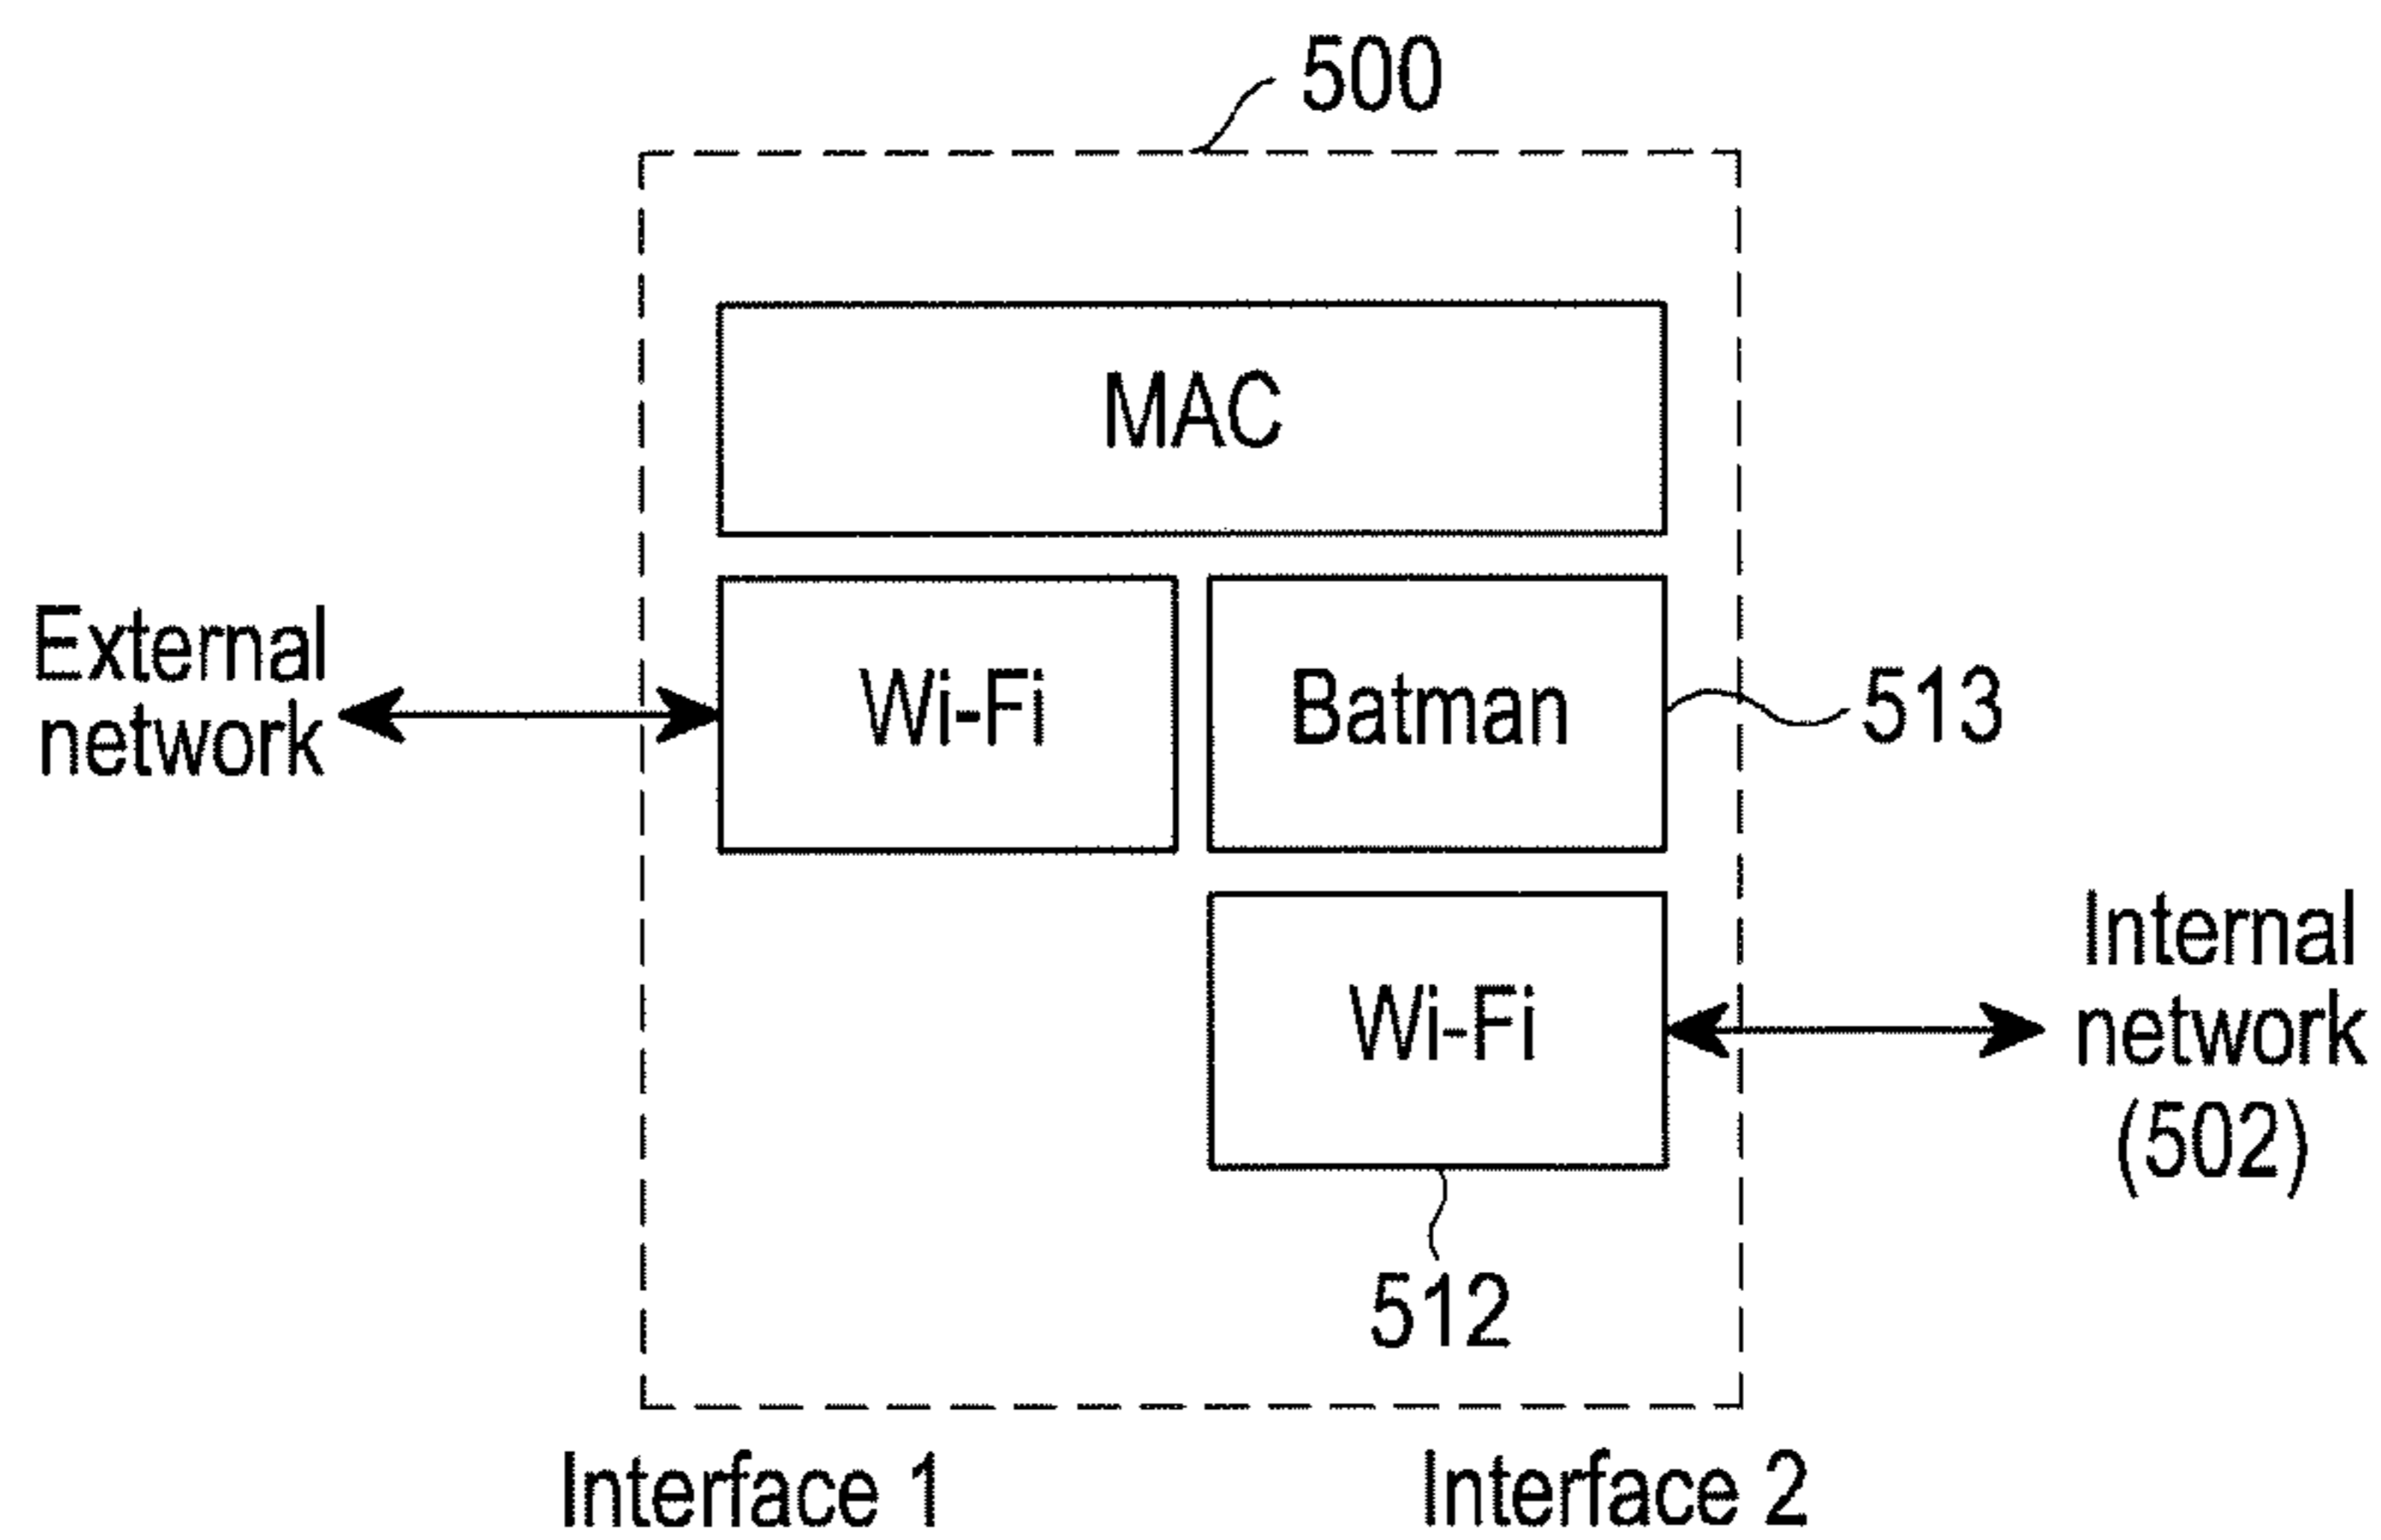 500
MAC
External
network
Wi-Fi
Batman
513
Wi-Fi
Internal
network
(502)
512
Interface 1
Interface 2